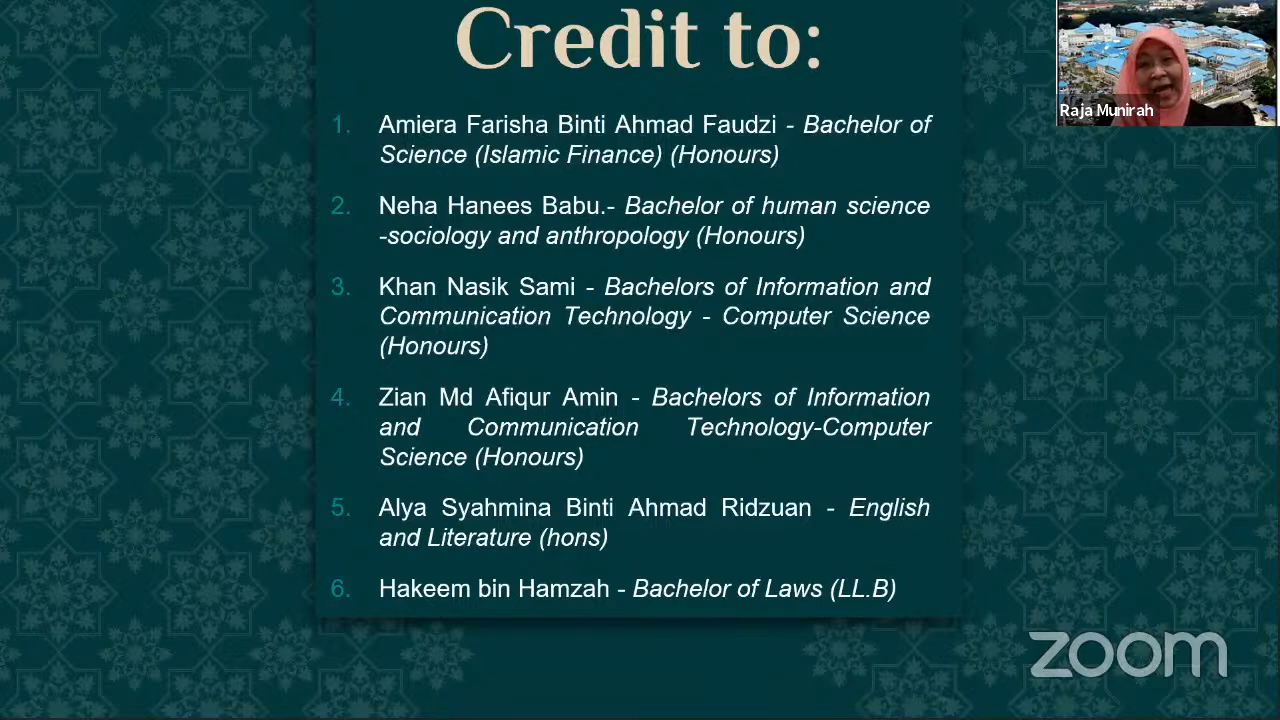 Credit to:
Raja Munirah
1. Amiera Farisha Binti Ahmad Faudzi - Bachelor of
Science (Islamic Finance) (Honours)
2. Neha Hanees Babu.- Bachelor of human science
-sociology and anthropology (Honours)
3. Khan Nasik Sami - Bachelors of Information and
Communication Technology - Computer Science
(Honours)
4. Zian Md Afiqur Amin - Bachelors of Information
and Communication Technology-Computer
Science (Honours)
5. Alya Syahmina Binti Ahmad Ridzuan - English
and Literature (hons)
6. Hakeem bin Hamzah - Bachelor of Laws (LL.B)
zoom